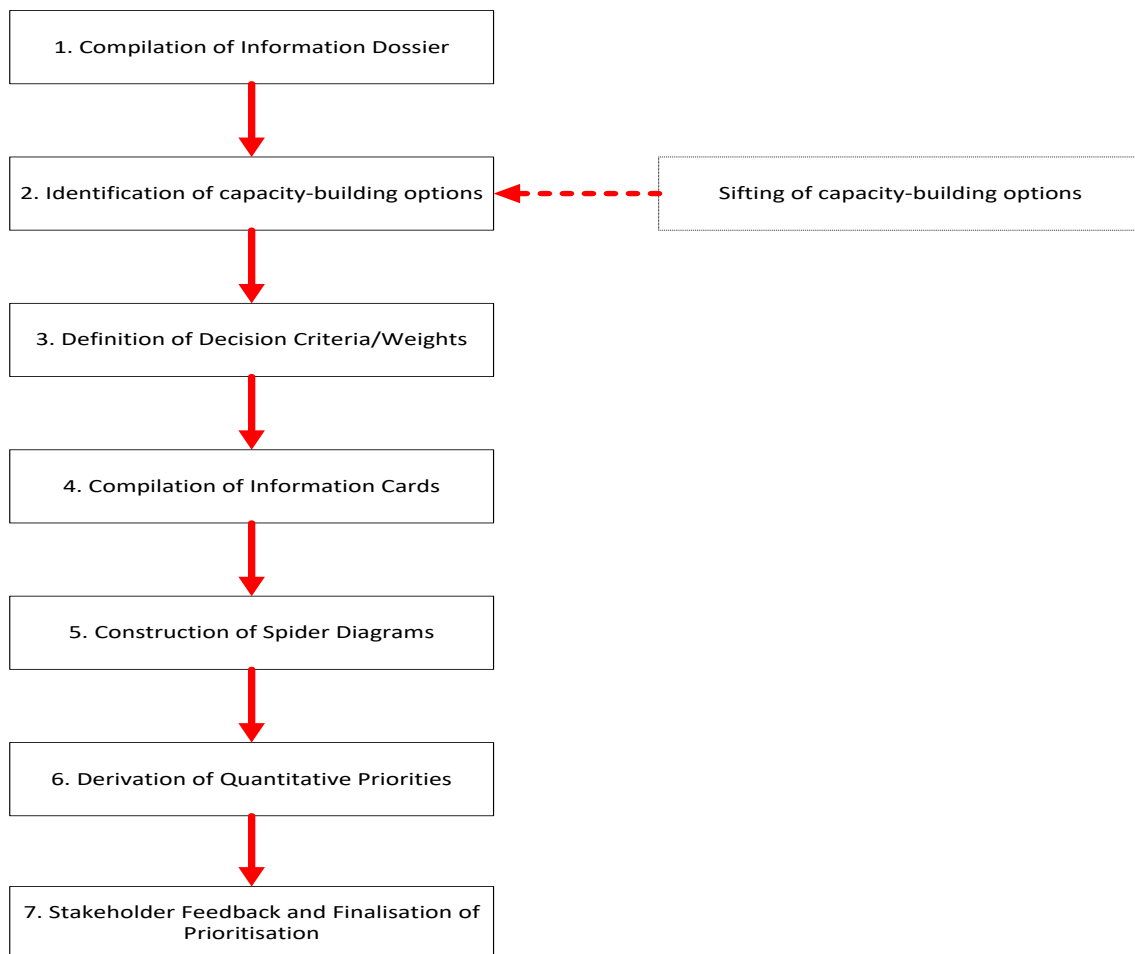 1. Compilation of Information Dossier
2. Identification of capacity-building options
Sifting of capacity-building options
3. Definition of Decision Criteria/Weights
4. Compilation of Information Cards
5. Construction of Spider Diagrams
6. Derivation of Quantitative Priorities
7. Stakeholder Feedback and Finalisation of
Prioritisation